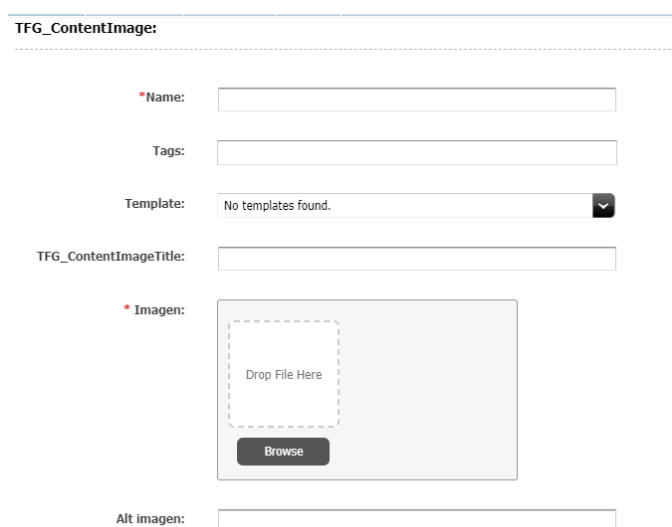 TFG_ContentImage:
*Name:
Tags:
Template:
No templates found.
TFG_ContentImageTitle:
* Imagen:
Drop File Here
Browse
Alt imagen: